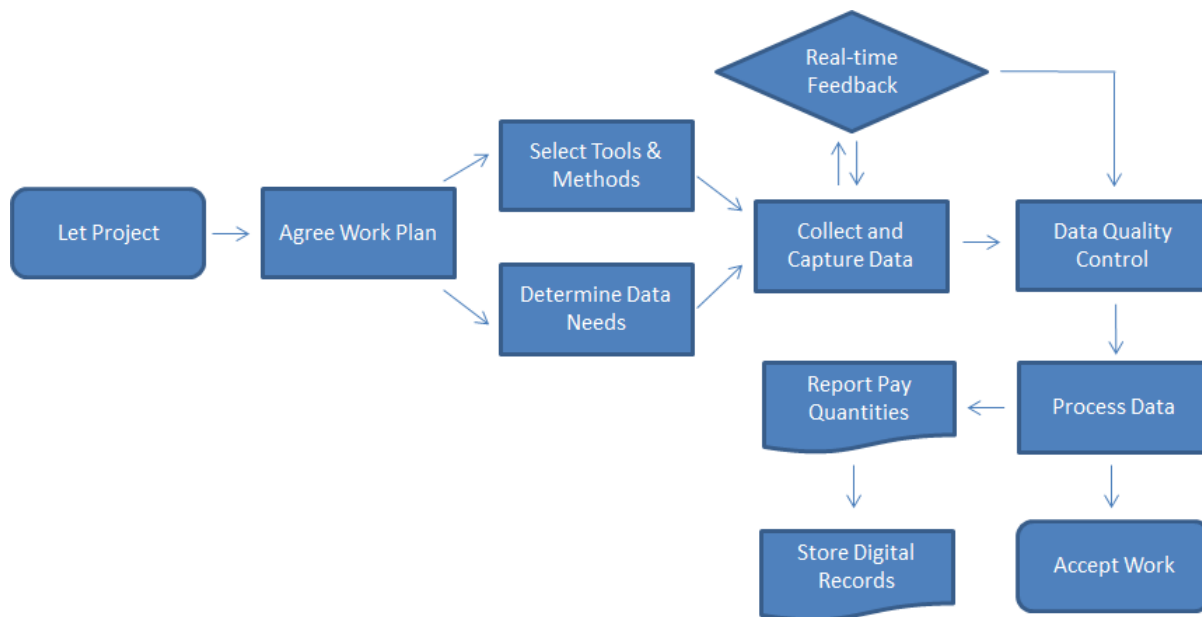 Real-time
Feedback
Select Tools &
Methods
Let Project
Agree Work Plan
Collect and
Capture Data
Data Quality
Control
Determine Data
Needs
Report Pay
Quantities
Process Data
Store Digital
Records
Accept Work